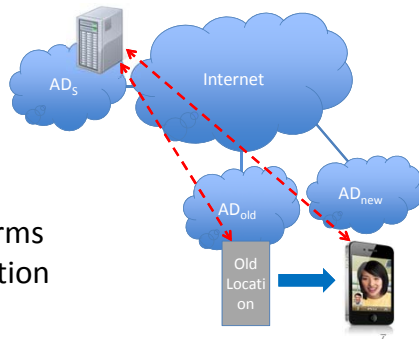 ADS
Internet
ADold
ADnew
rms
tion
Old
Locati
on
7